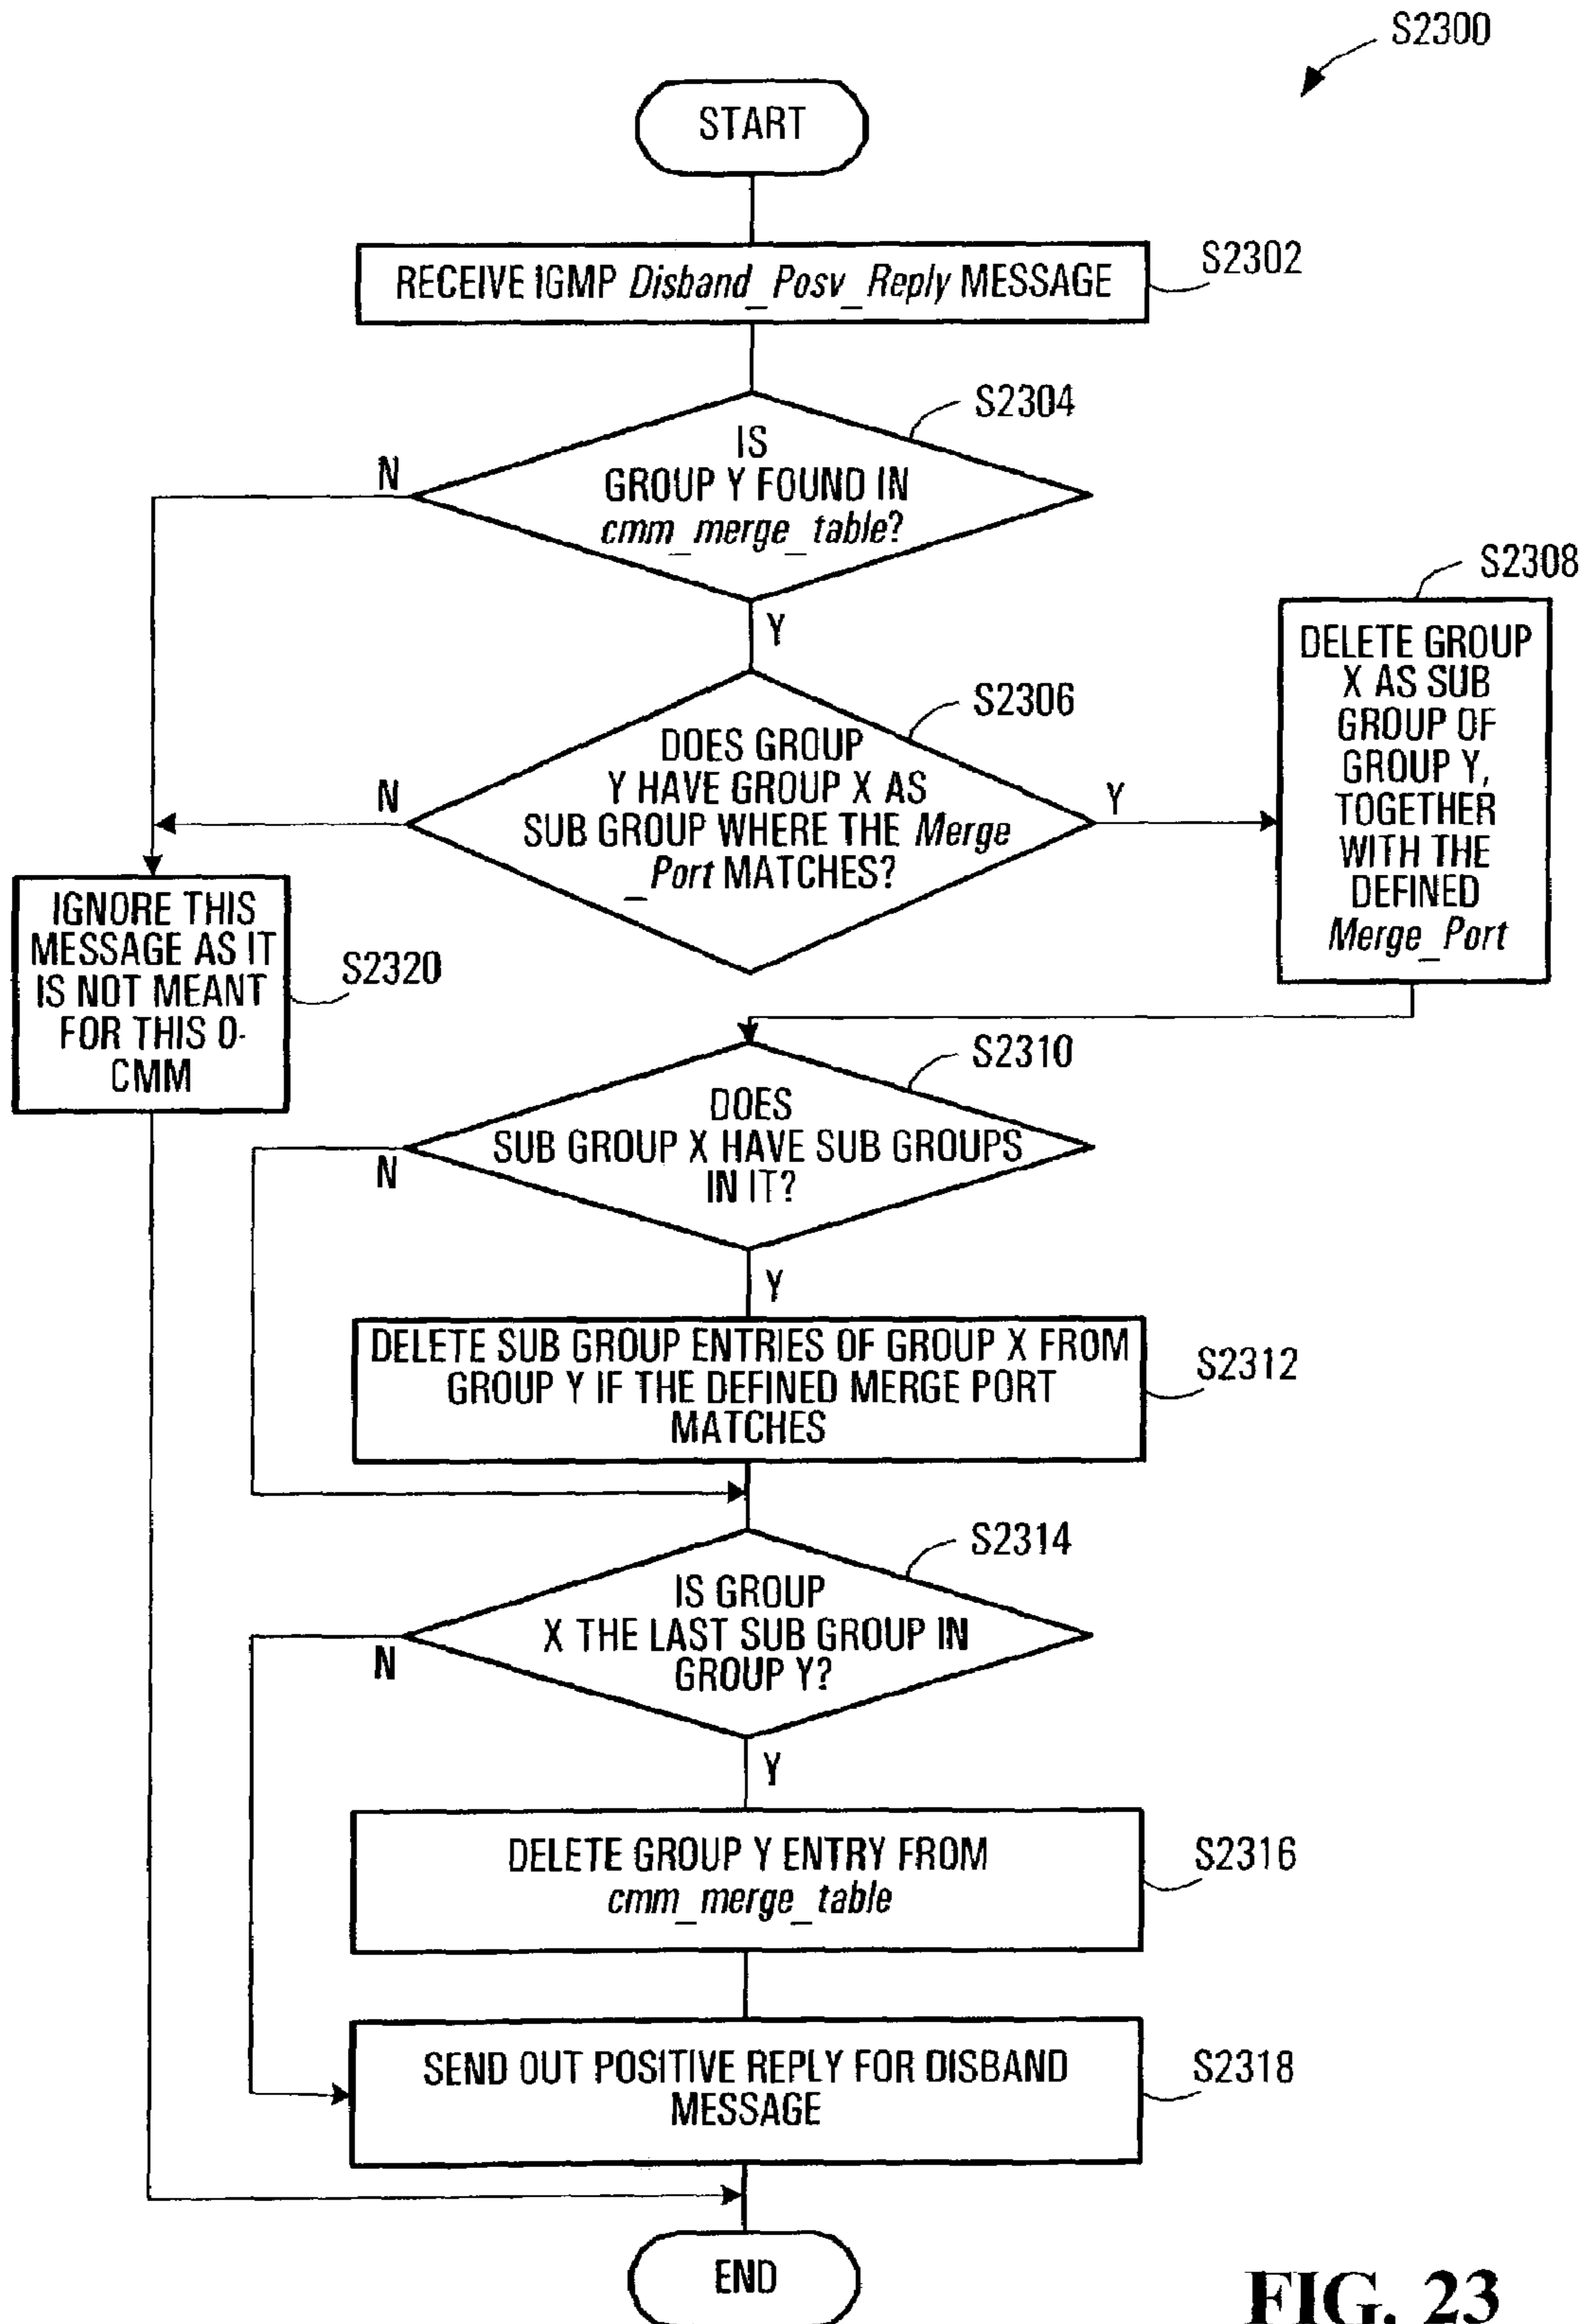 S2300
START
RECEIVE IGMP Disband_Posv_Reply MESSAGE
S2302
S2304
IS
GROUP Y FOUND IN
cmm_merge_table?
N
Y
S2306
DOES GROUP
Y HAVE GROUP X AS
SUB GROUP WHERE THE Merge
_Port MATCHES?
N
Y
S2308
DELETE GROUP
X AS SUB
GROUP OF
GROUP Y,
TOGETHER
WITH THE
DEFINED
Merge_Port
IGNORE THIS
MESSAGE AS IT
IS NOT MEANT
FOR THIS O-
CMM
S2320
S2310
DOES
SUB GROUP X HAVE SUB GROUPS
IN IT?
N
Y
DELETE SUB GROUP ENTRIES OF GROUP X FROM
GROUP Y IF THE DEFINED MERGE PORT
MATCHES
S2312
S2314
IS GROUP
X THE LAST SUB GROUP IN
GROUP Y?
N
Y
DELETE GROUP Y ENTRY FROM
cmm_merge_table
S2316
SEND OUT POSITIVE REPLY FOR DISBAND
MESSAGE
S2318
END
FIG. 23